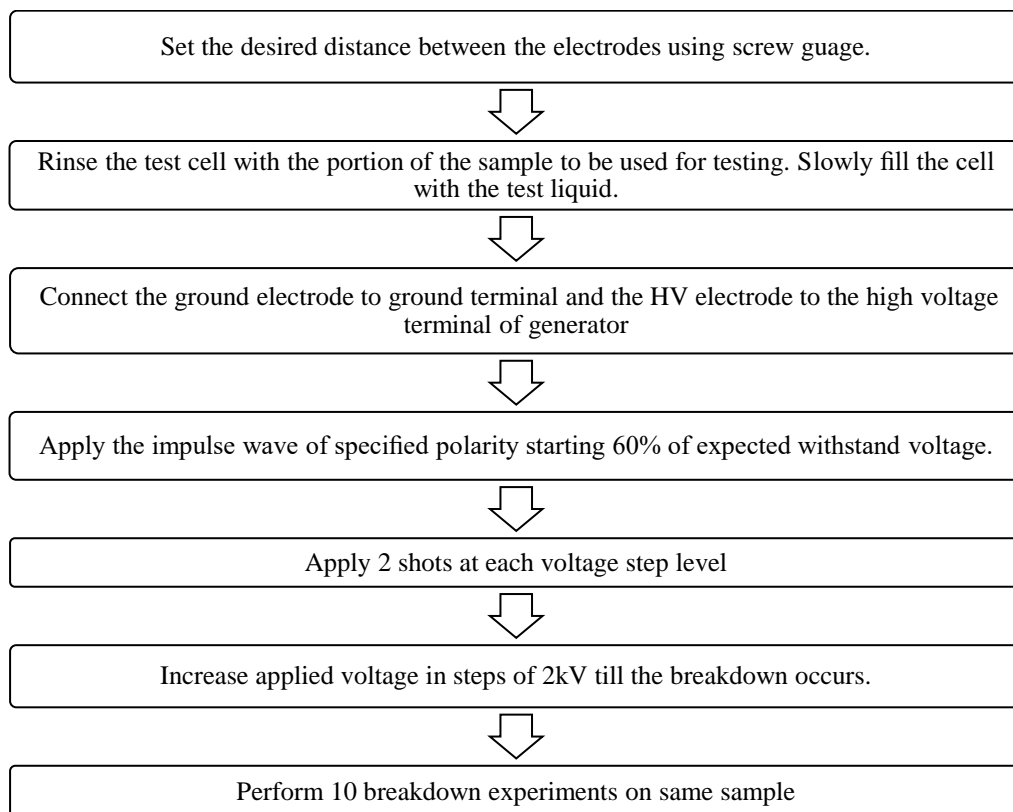 Set the desired distance between the electrodes using screw guage.
Rinse the test cell with the portion of the sample to be used for testing. Slowly fill the cell
with the test liquid.
Connect the ground electrode to ground terminal and the HV electrode to the high voltage
terminal of generator
Apply the impulse wave of specified polarity starting 60% of expected withstand voltage.
Apply 2 shots at each voltage step level
Increase applied voltage in steps of 2kV till the breakdown occurs.
Perform 10 breakdown experiments on same sample